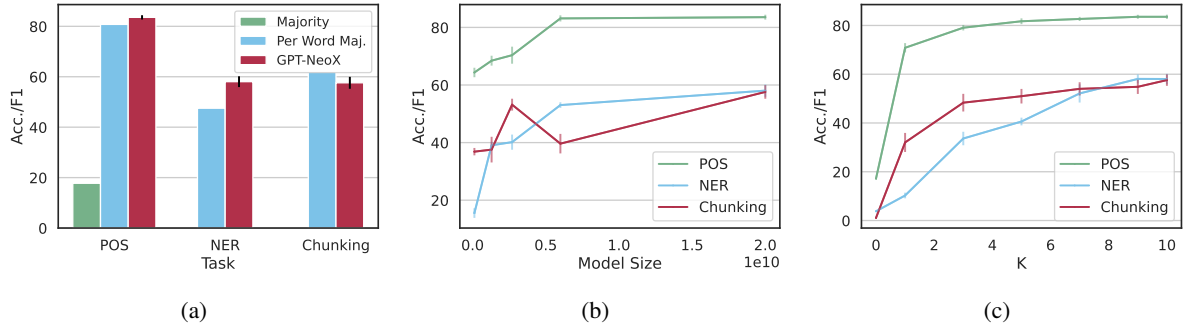 Acc./F1
80
60
40
20
0
Majority
Per Word Maj.
GPT-NeoX
POS
NER
Chunking
Task
(a)
Acc./F1
80
60
40
20
POS
NER
Chunking
0.0
0.5
1.0
1.5
2.0
1e10
Model Size
(b)
Acc./F1
80
60
40
20
0
POS
NER
Chunking
0
2
4
6
8
10
K
(c)